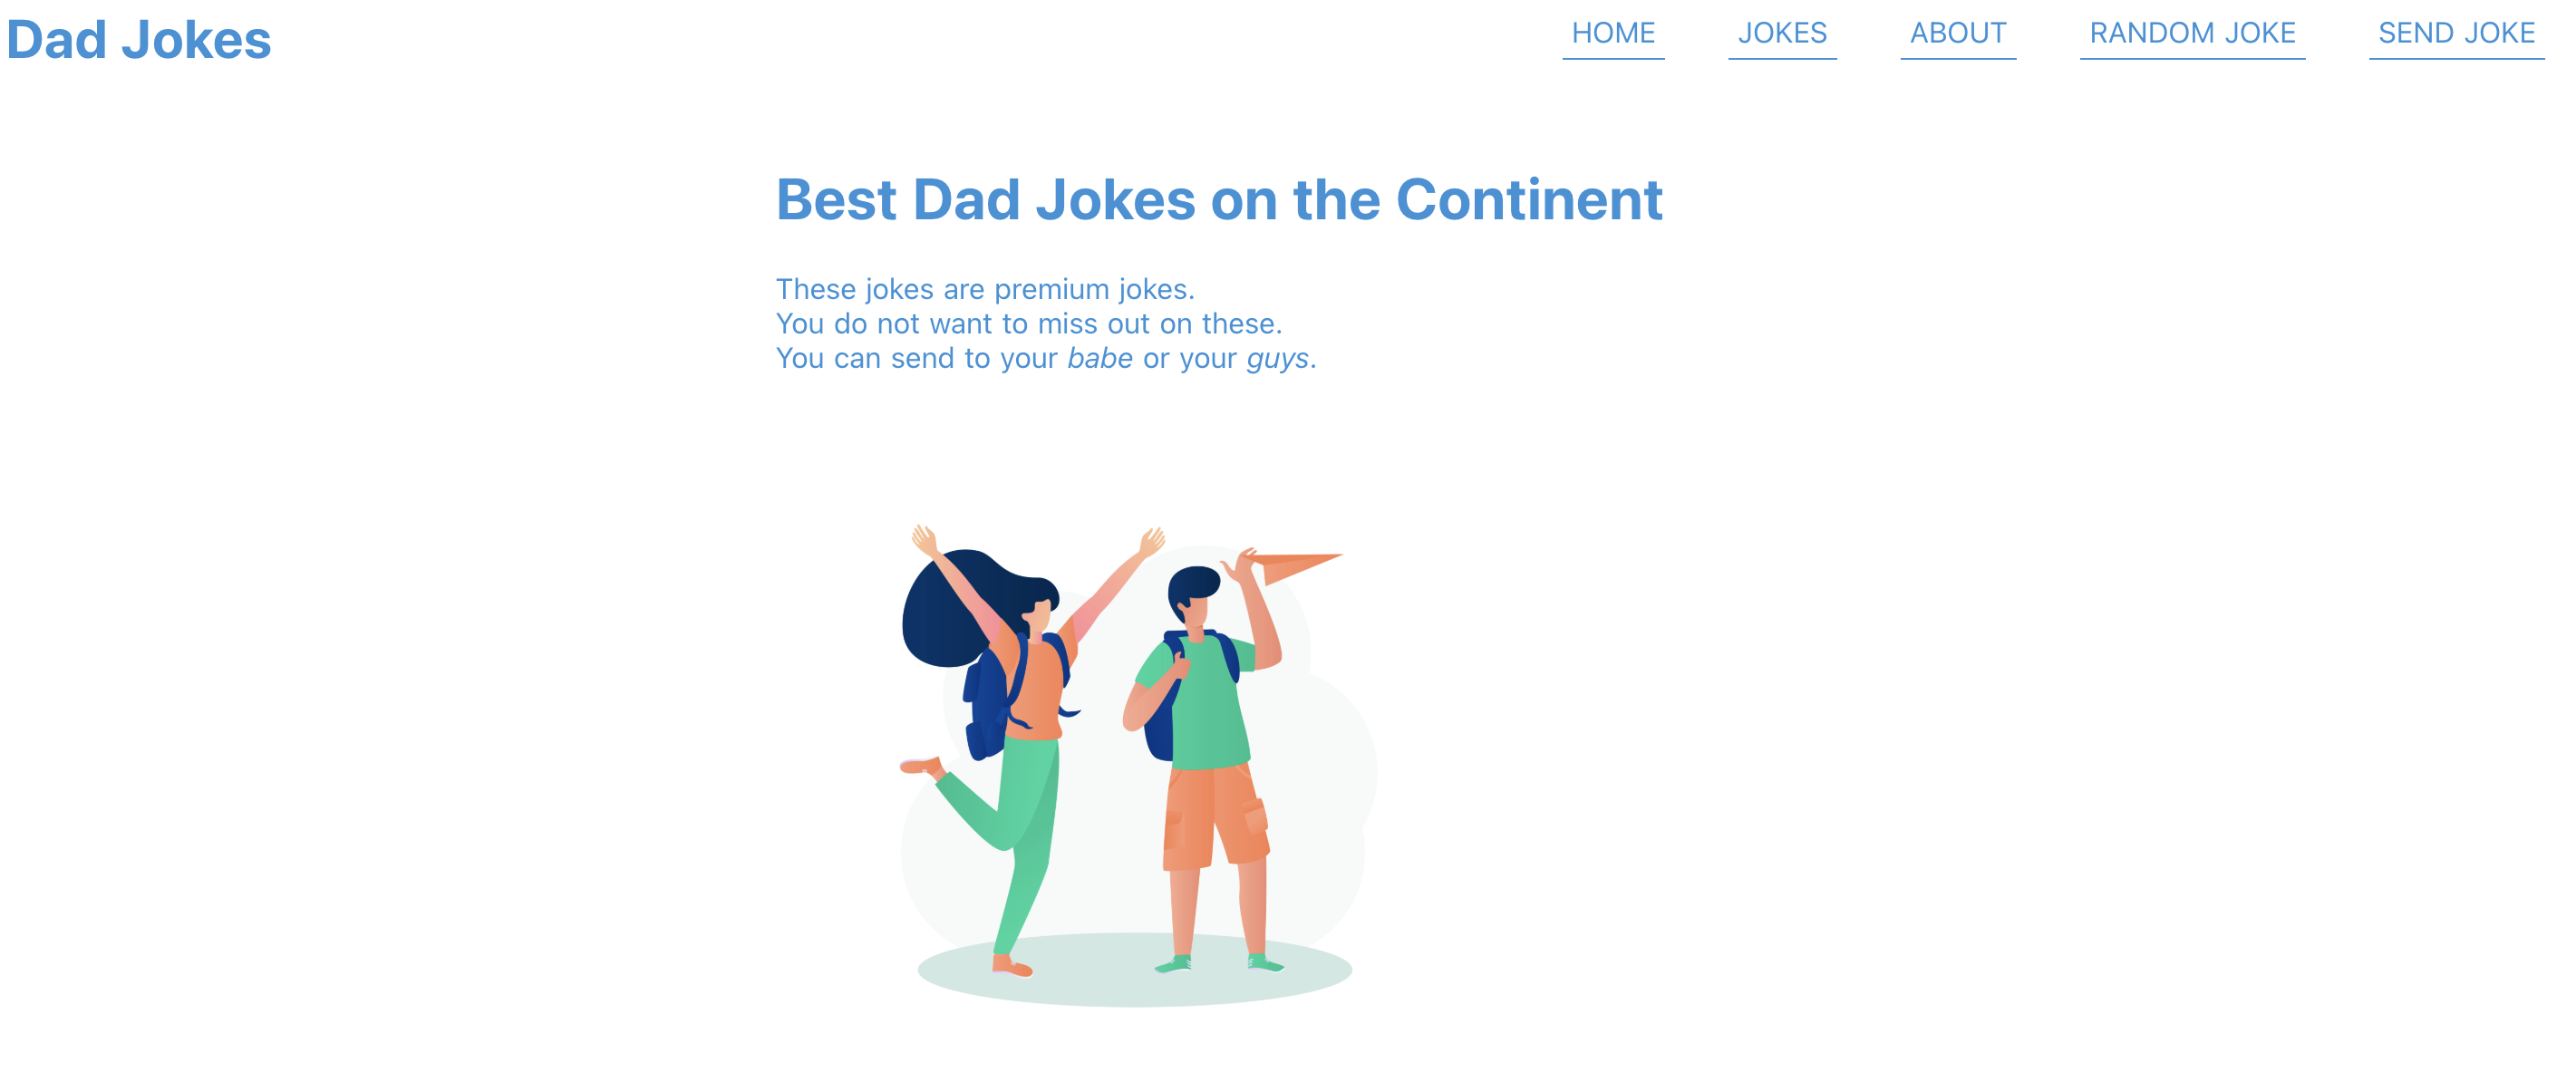 Dad Jokes
HOME JOKES ABOUT RANDOM JOKE SEND JOKE
Best Dad Jokes on the Continent
These jokes are premium jokes.
You do not want to miss out on these.
You can send to your babe or your guys.